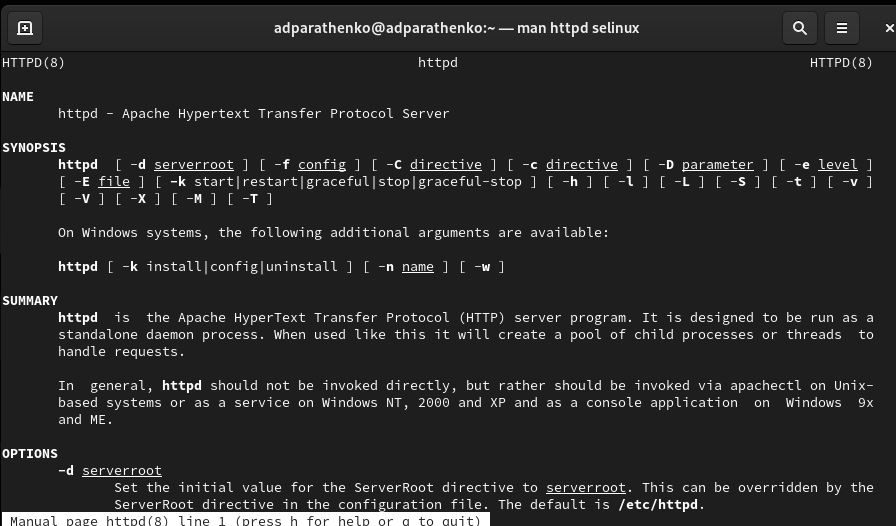 adparathenko@adparathenko:~ — man httpd selinux
HTTPD(8) httpd HTTPD(8)
NAME
httpd - Apache Hypertext Transfer Protocol Server
SYNOPSIS
httpd [ -d serverroot ] [ -f config ] [ -C directive ] [ -c directive ] [ -D parameter ] [ -e level ]
[ -E file ] [ -k start|restart|graceful|stop|graceful-stop ] [ -h ] [ -l ] [ -L ] [ -S ] [ -t ] [ -v ]
[ -V ] [ -X ] [ -M ] [ -T ]
On Windows systems, the following additional arguments are available:
httpd [ -k install|config|uninstall ] [ -n name ] [ -w ]
SUMMARY
httpd is the Apache HyperText Transfer Protocol (HTTP) server program. It is designed to be run as a
standalone daemon process. When used like this it will create a pool of child processes or threads to
handle requests.
In general, httpd should not be invoked directly, but rather should be invoked via apachectl on Unix-
based systems or as a service on Windows NT, 2000 and XP and as a console application on Windows 9x
and ME.
OPTIONS
-d serverroot
Set the initial value for the ServerRoot directive to serverroot. This can be overridden by the
ServerRoot directive in the configuration file. The default is /etc/httpd.
Manual page httpd(8) line 1 (press h for help or q to quit)